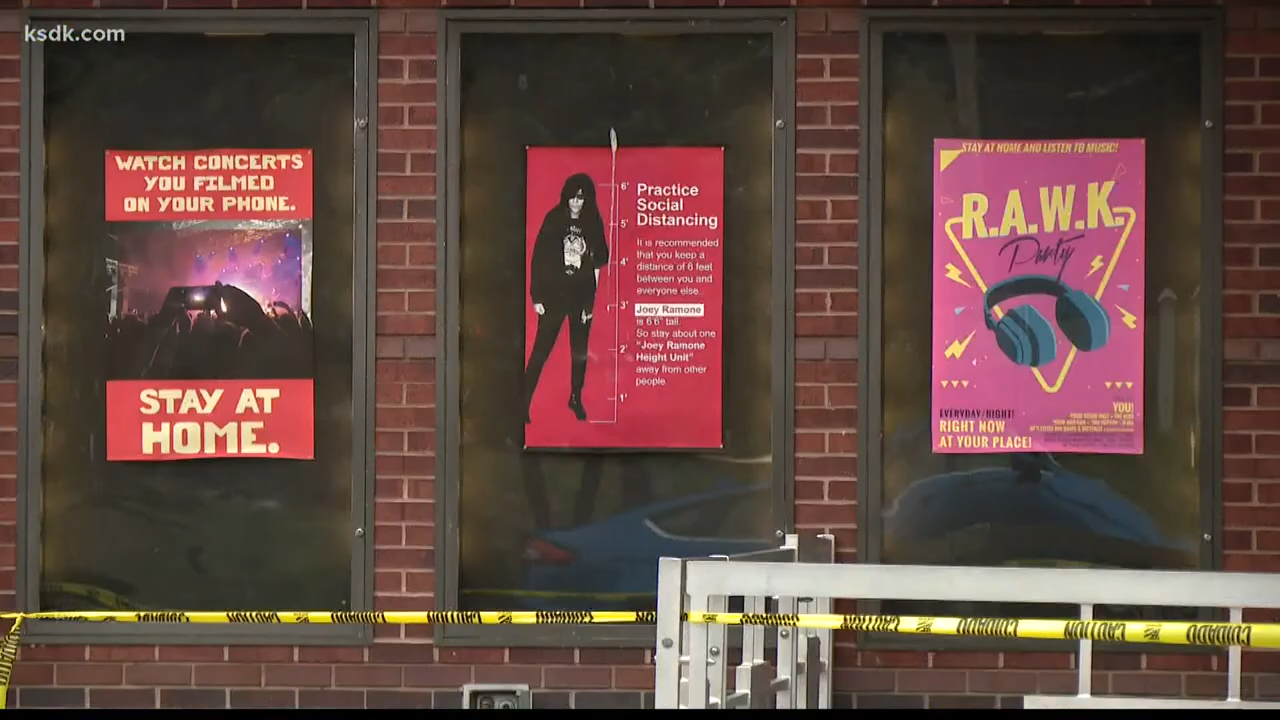 ksdk.com
WATCH CONCERTS
YOU FILMED
ON YOUR PHONE.
STAY AT
HOME.
6'
5'
4'
3'
2'
1'
Practice
Social
Distancing
It is recommended
that you keep a
distance of 6 feet
between you and
everyone else.
Joey Ramone
is 6'6" tall.
So stay about one
"Joey Ramone
Height Unit"
away from other
people.
STAY AT HOME AND LISTEN TO MUSIC!
R.A.W.K.
Party
EVERYDAY/NIGHT!
RIGHT NOW
AT YOUR PLACE!
YOU!
CAUTION
CUIDADO